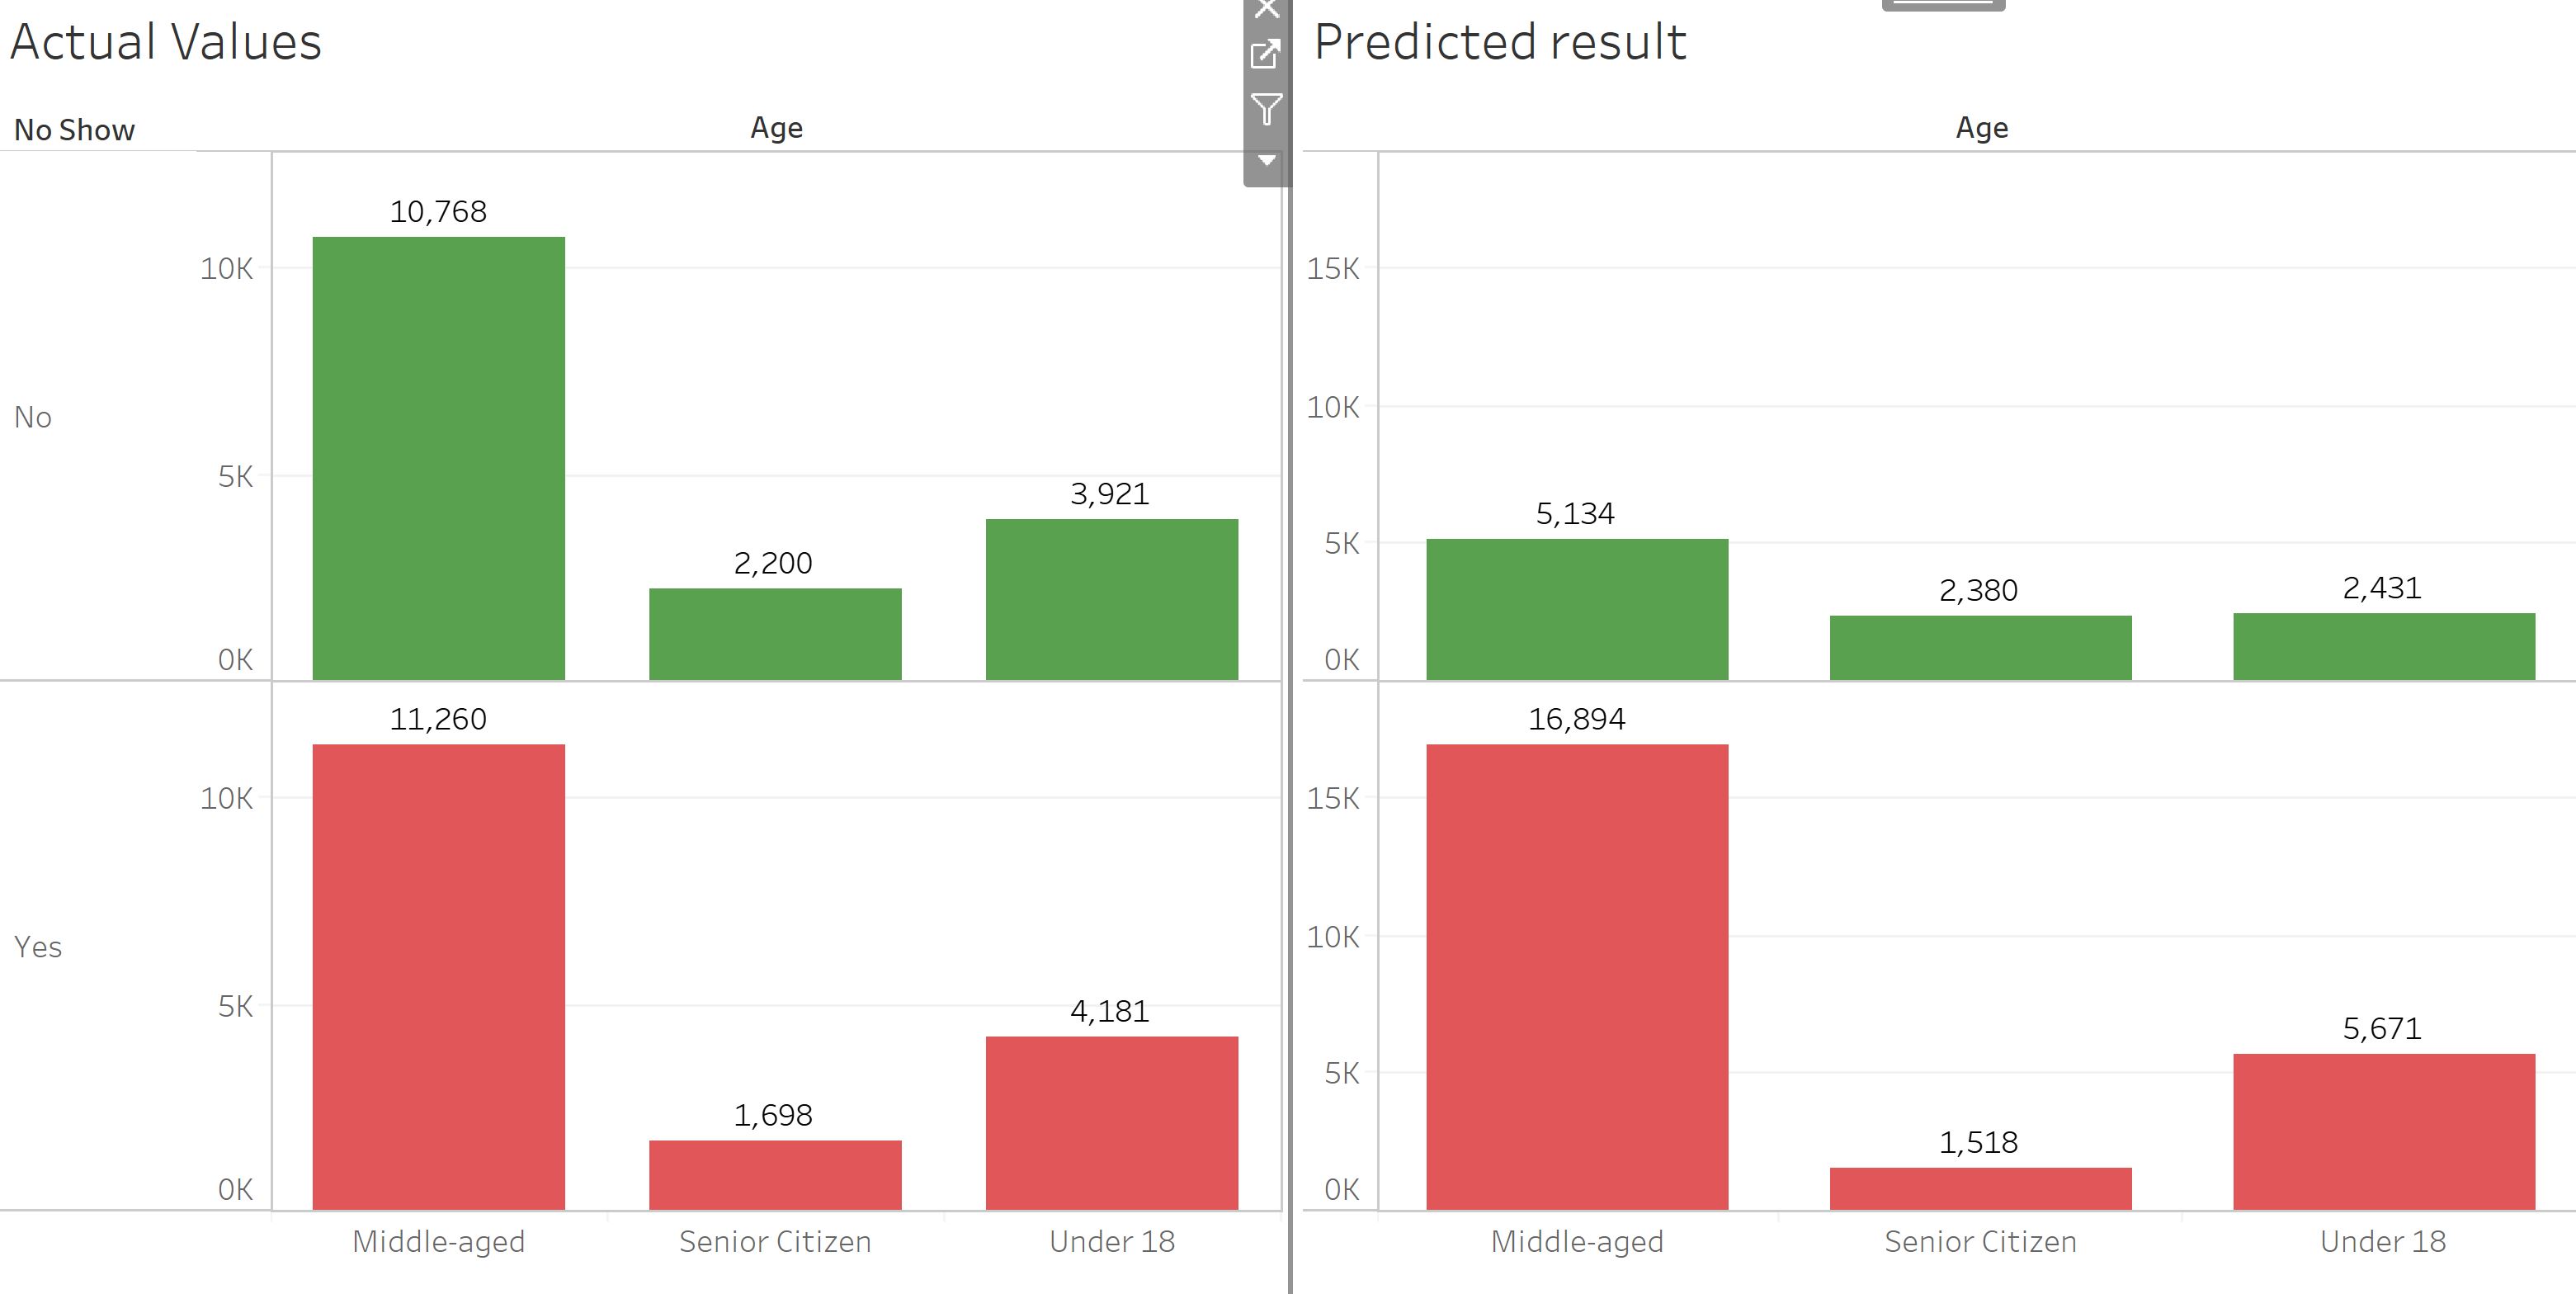 Actual Values
No Show
Age
10,768
10K
No
5K
3,921
2,200
0K
11,260
10K
Yes
5K
4,181
1,698
0K
Middle-aged Senior Citizen Under 18
Predicted result
Age
15K
10K
5,134
5K
2,380
2,431
0K
16,894
15K
10K
5,671
5K
1,518
0K
Middle-aged Senior Citizen Under 18